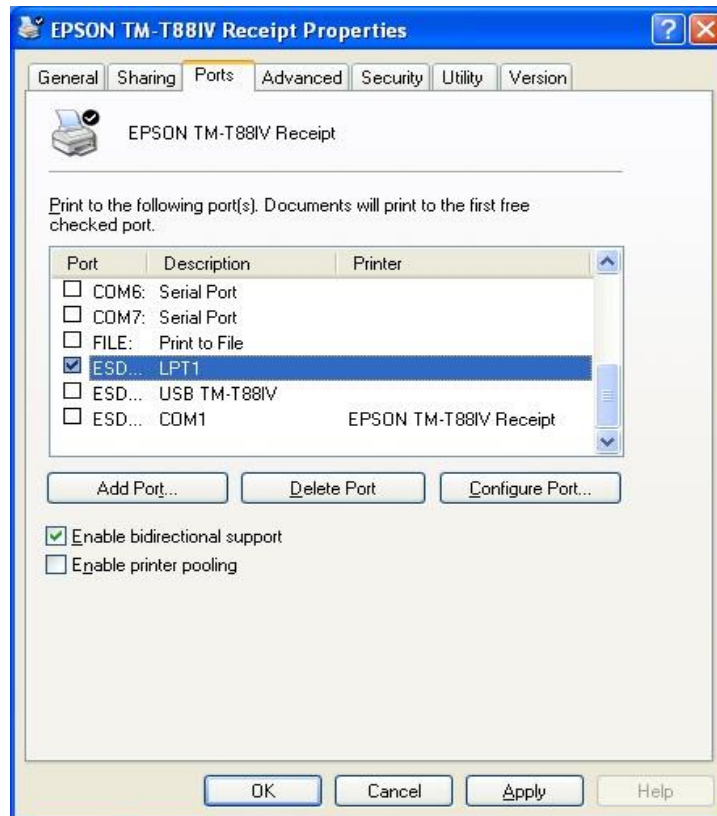 EPSON TM-T88IV Receipt Properties
General Sharing Ports Advanced Security Utility Version
EPSON TM-T88IV Receipt
Print to the following port(s). Documents will print to the first free
checked port.
Port Description Printer
COM6: Serial Port
COM7: Serial Port
FILE: Print to File
ESD... LPT1
ESD... USB TM-T88IV
ESD... COM1 EPSON TM-T88IV Receipt
Add Port... Delete Port Configure Port...
Enable bidirectional support
Enable printer pooling
OK Cancel Apply Help